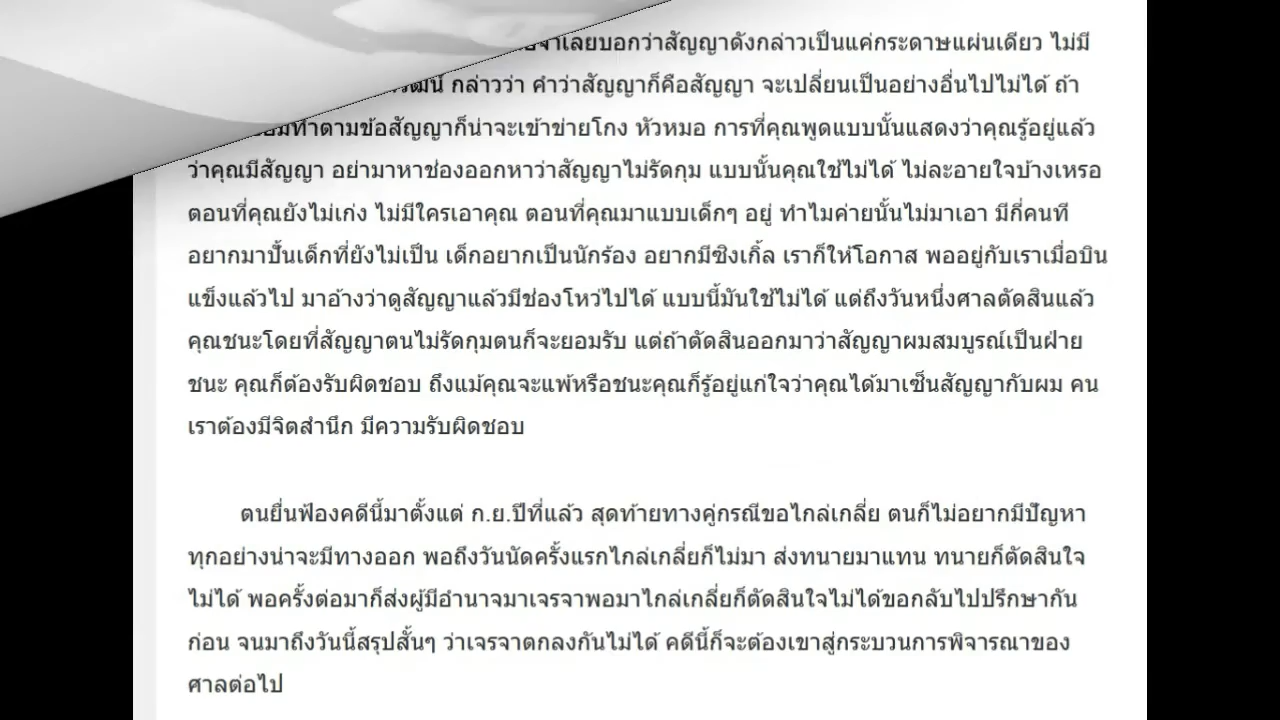 จำเลยบอกว่าสัญญาดังกล่าวเป็นแค่กระดาษแผ่นเดียว ไม่มี
กล่าวว่า คำว่าสัญญาก็คือสัญญา จะเปลี่ยนเป็นอย่างอื่นไปไม่ได้ ถ้า
ทำตามข้อสัญญาก็น่าจะเข้าข่ายโกง หัวหมอ การที่คุณพูดแบบนั้นแสดงว่าคุณรู้อยู่แล้ว
ว่าคุณมีสัญญา อย่ามาหาช่องออกหาว่าสัญญาไม่รัดกุม แบบนั้นคุณใช้ไม่ได้ ไม่ละอายใจบ้างเหรอ
ตอนที่คุณยังไม่เก่ง ไม่มีใครเอาคุณ ตอนที่คุณมาแบบเด็กๆ อยู่ ทำไมค่ายนั้นไม่มาเอา มีกี่คนที่
อยากมาปั้นเด็กที่ยังไม่เป็น เด็กอยากเป็นนักร้อง อยากมีซิงเกิ้ล เราก็ให้โอกาส พออยู่กับเราเมื่อบิน
แข็งแล้วไป มาอ้างว่าดูสัญญาแล้วมีช่องโหว่ไปได้ แบบนี้มันใช้ไม่ได้ แต่ถึงวันหนึ่งศาลตัดสินแล้ว
คุณชนะโดยที่สัญญาตนไม่รัดกุมตนก็จะยอมรับ แต่ถ้าตัดสินออกมาว่าสัญญาผมสมบูรณ์เป็นฝ่าย
ชนะ คุณก็ต้องรับผิดชอบ ถึงแม้คุณจะแพ้หรือชนะคุณก็รู้อยู่แก่ใจว่าคุณได้มาเซ็นสัญญากับผม คน
เราต้องมีจิตสำนึก มีความรับผิดชอบ
ตนยื่นฟ้องคดีนี้มาตั้งแต่ ก.ย.ปีที่แล้ว สุดท้ายทางคู่กรณีขอไกล่เกลี่ย ตนก็ไม่อยากมีปัญหา
ทุกอย่างน่าจะมีทางออก พอถึงวันนัดครั้งแรกไกล่เกลี่ยก็ไม่มา ส่งทนายมาแทน ทนายก็ตัดสินใจ
ไม่ได้ พอครั้งต่อมาก็ส่งผู้มีอำนาจมาเจรจาพอมาไกล่เกลี่ยก็ตัดสินใจไม่ได้ขอกลับไปปรึกษากัน
ก่อน จนมาถึงวันนี้สรุปสั้นๆ ว่าเจรจาตกลงกันไม่ได้ คดีนี้ก็จะต้องเขาสู่กระบวนการพิจารณาของ
ศาลต่อไป